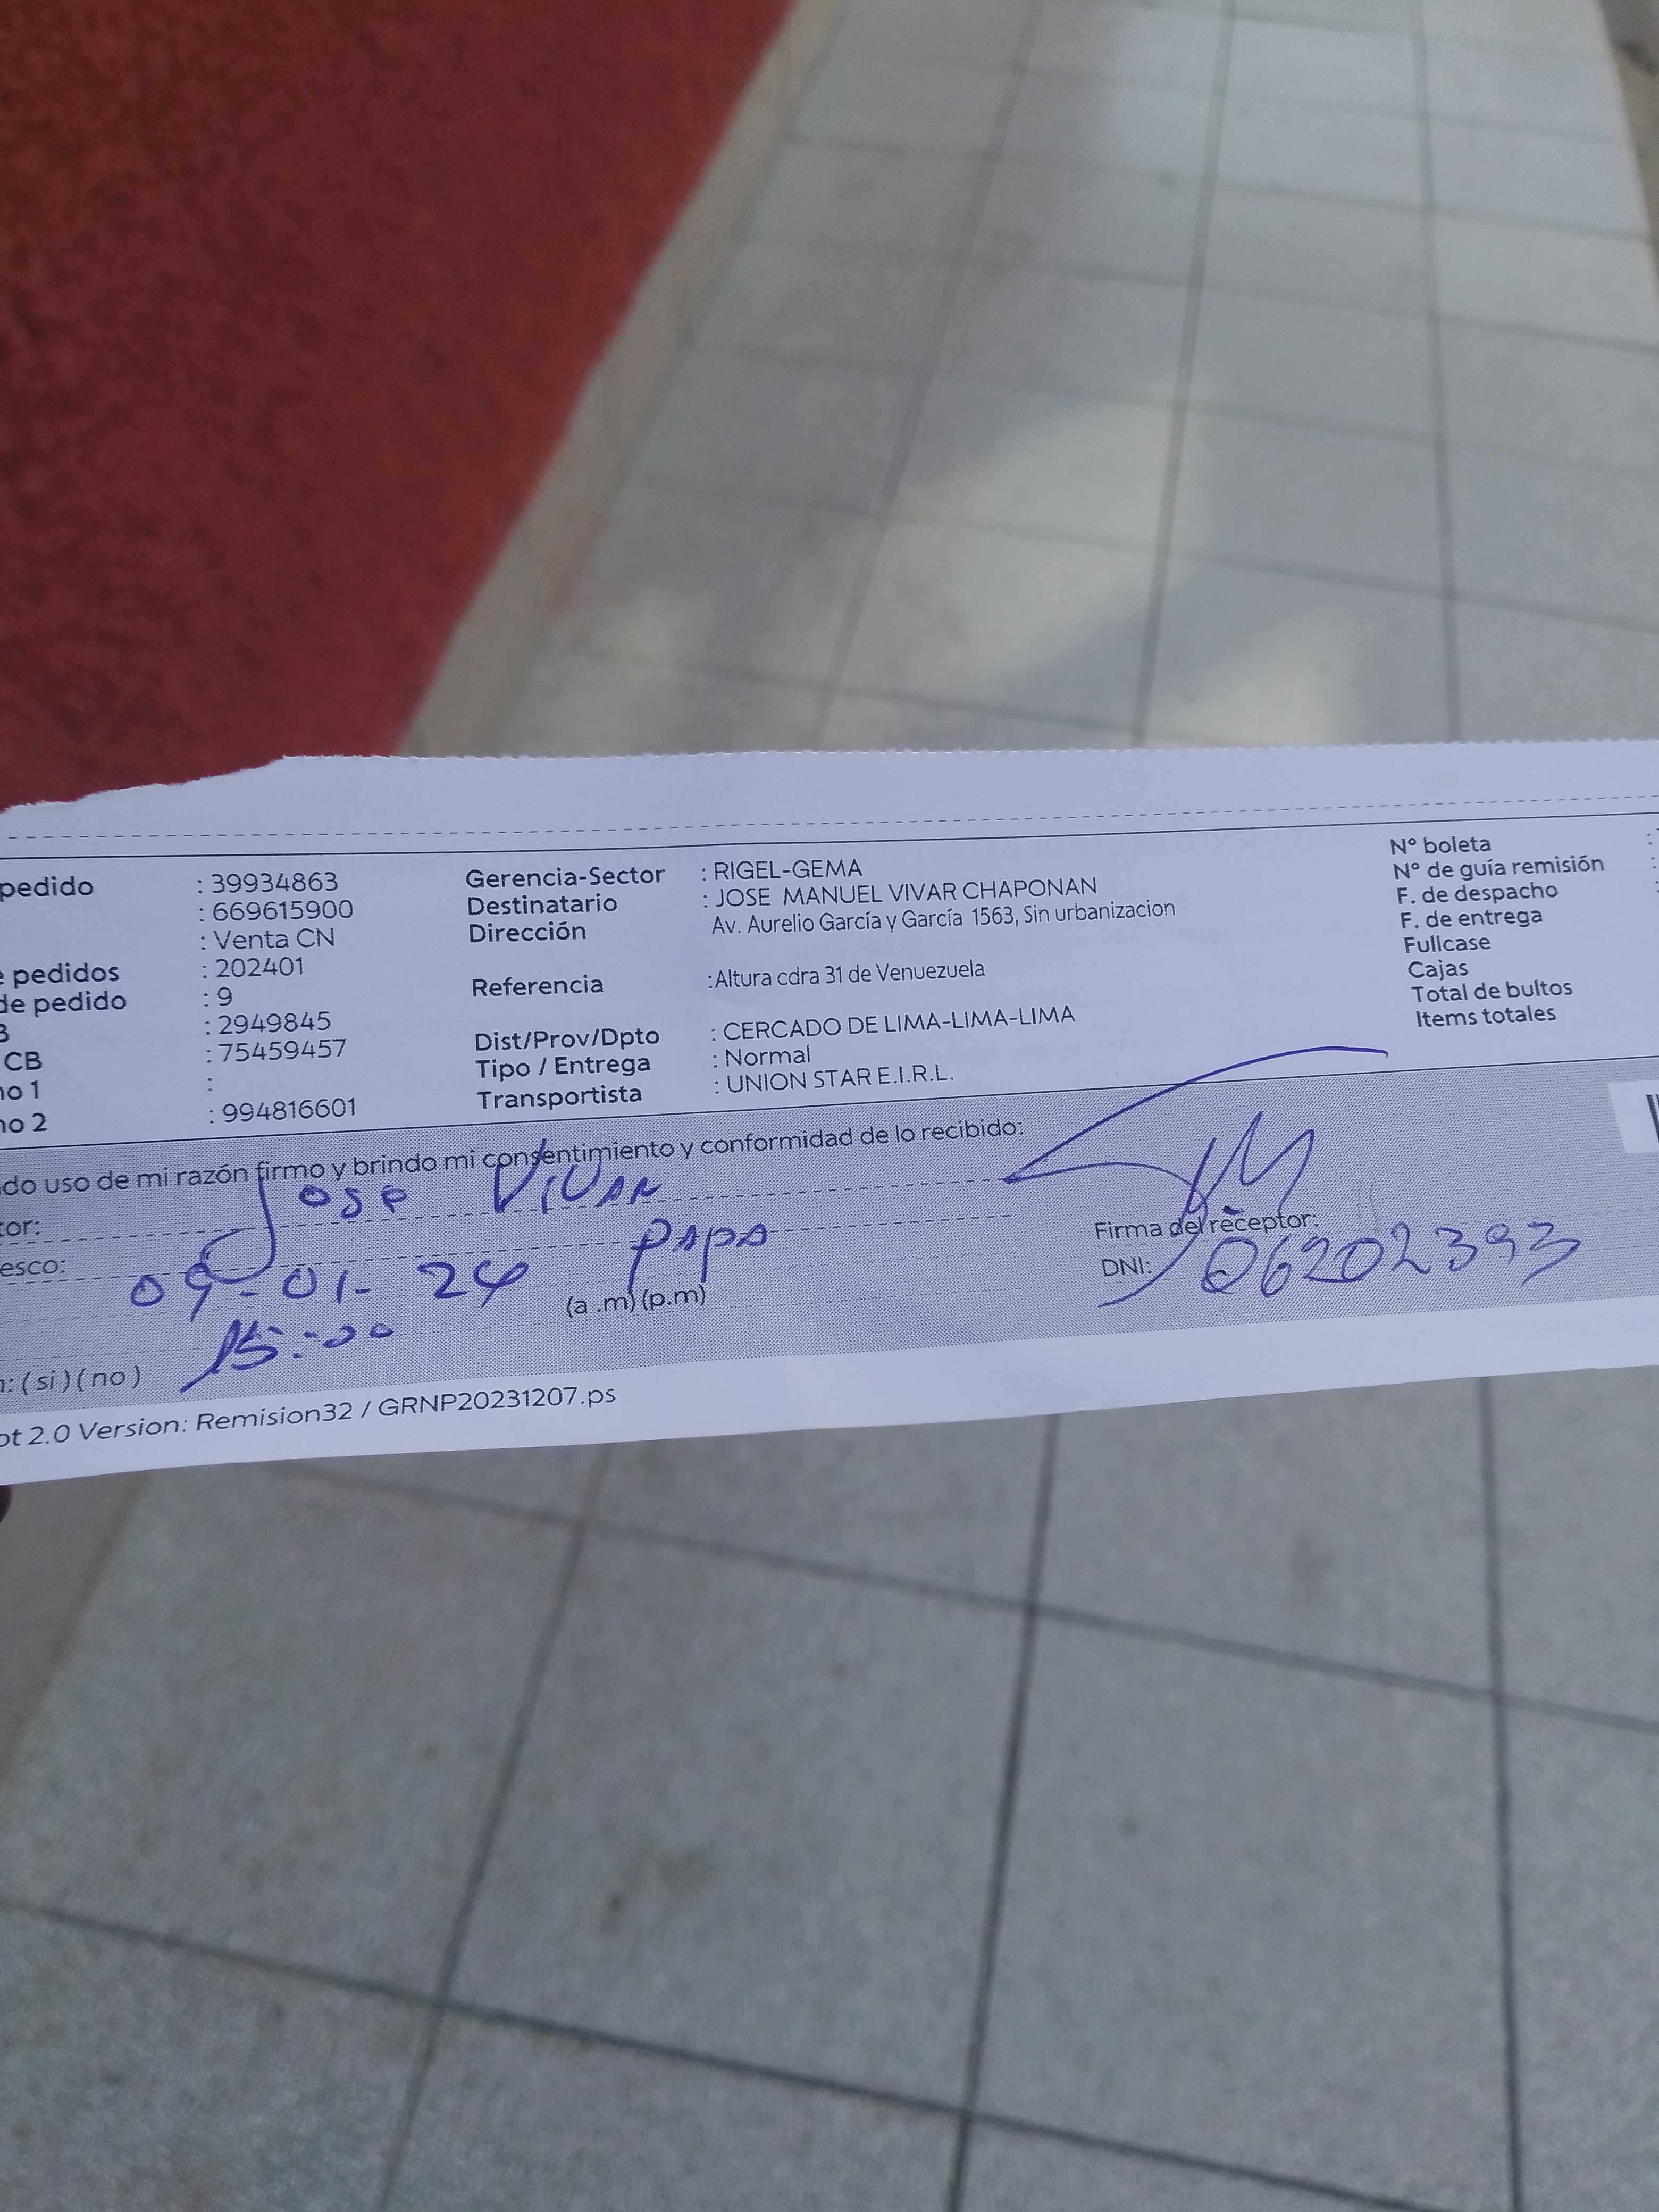 pedido : 39934863 Gerencia-Sector : RIGEL-GEMA Nº boleta :
: 669615900 Destinatario : JOSE MANUEL VIVAR CHAPONAN Nº de guía remisión :
: Venta CN Dirección Av. Aurelio García y García 1563, Sin urbanizacion F. de despacho :
e pedidos : 202401 F. de entrega
de pedido : 9 Referencia :Altura cdra 31 de Venuezuela Fullcase
: 2949845 Cajas
CB : 75459457 Dist/Prov/Dpto : CERCADO DE LIMA-LIMA-LIMA Total de bultos
no 1 : Tipo / Entrega : Normal Items totales
no 2 : 994816601 Transportista : UNION STAR E.I.R.L.
do uso de mi razón firmo y brindo mi consentimiento y conformidad de lo recibido:
tor: Jose Vivar
esco: PAPA Firma del receptor:
09-01-24 (a .m) (p.m) DNI: 06202393
15:00
n: ( si ) ( no )
ot 2.0 Version: Remision32 / GRNP20231207.ps